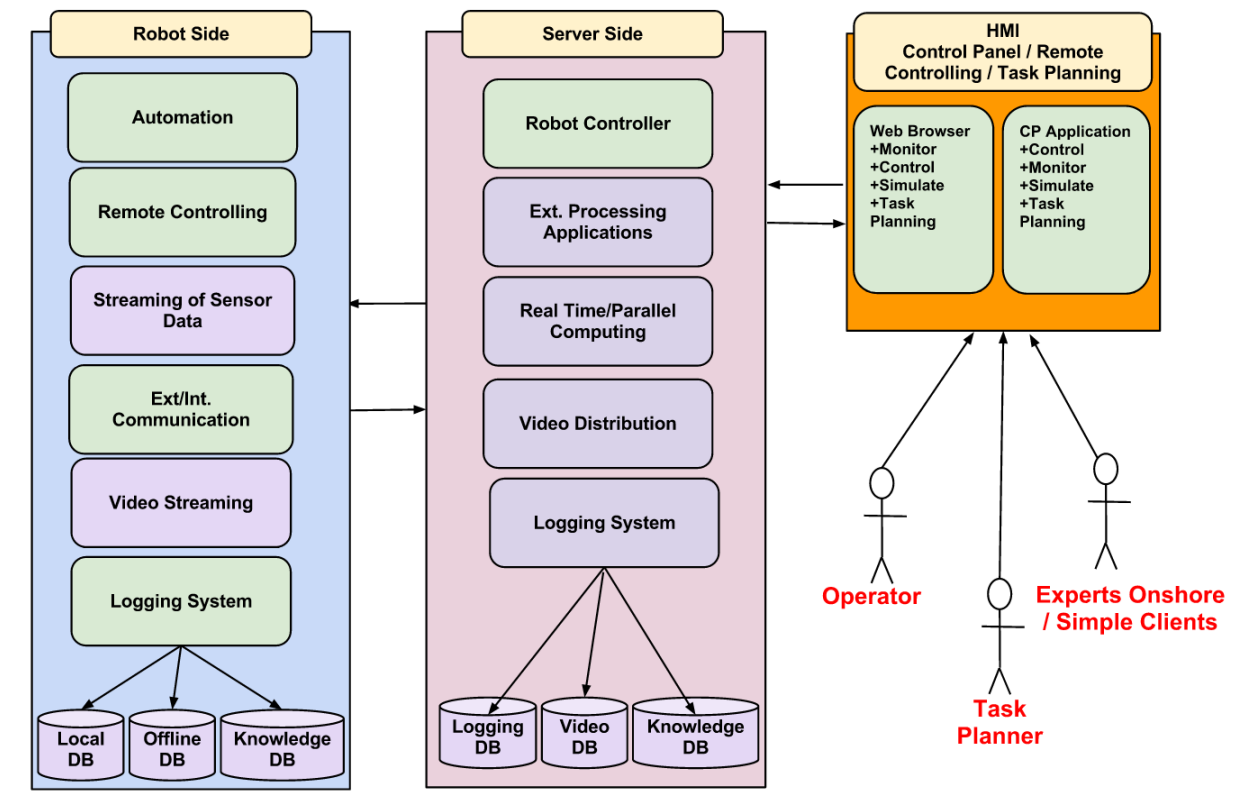 Robot Side
Automation
Remote Controlling
Streaming of Sensor
Data
Ext/Int.
Communication
Video Streaming
Logging System
Local
DB
Offline
DB
Knowledge
DB
Server Side
Robot Controller
Ext. Processing
Applications
Real Time/Parallel
Computing
Video Distribution
Logging System
Logging
DB
Video
DB
Knowledge
DB
HMI
Control Panel / Remote
Controlling / Task Planning
Web Browser
+Monitor
+Control
+Simulate
+Task
Planning
CP Application
+Control
+Monitor
+Simulate
+Task
Planning
Operator
Task
Planner
Experts Onshore
/ Simple Clients